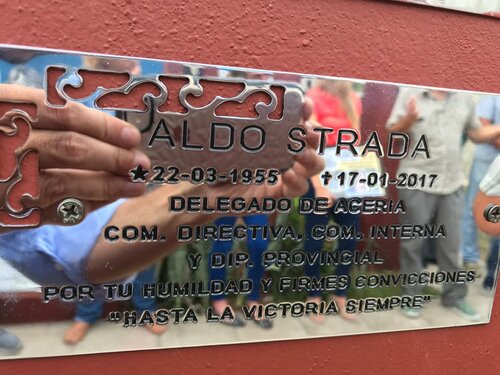 ALDO STRADA
★22-03-1955 ✝17-01-2017
DELEGADO DE ACERIA
COM. DIRECTIVA, COM. INTERNA
Y DIP. PROVINCIAL
POR TU HUMILDAD Y FIRMES CONVICCIONES
"HASTA LA VICTORIA SIEMPRE"